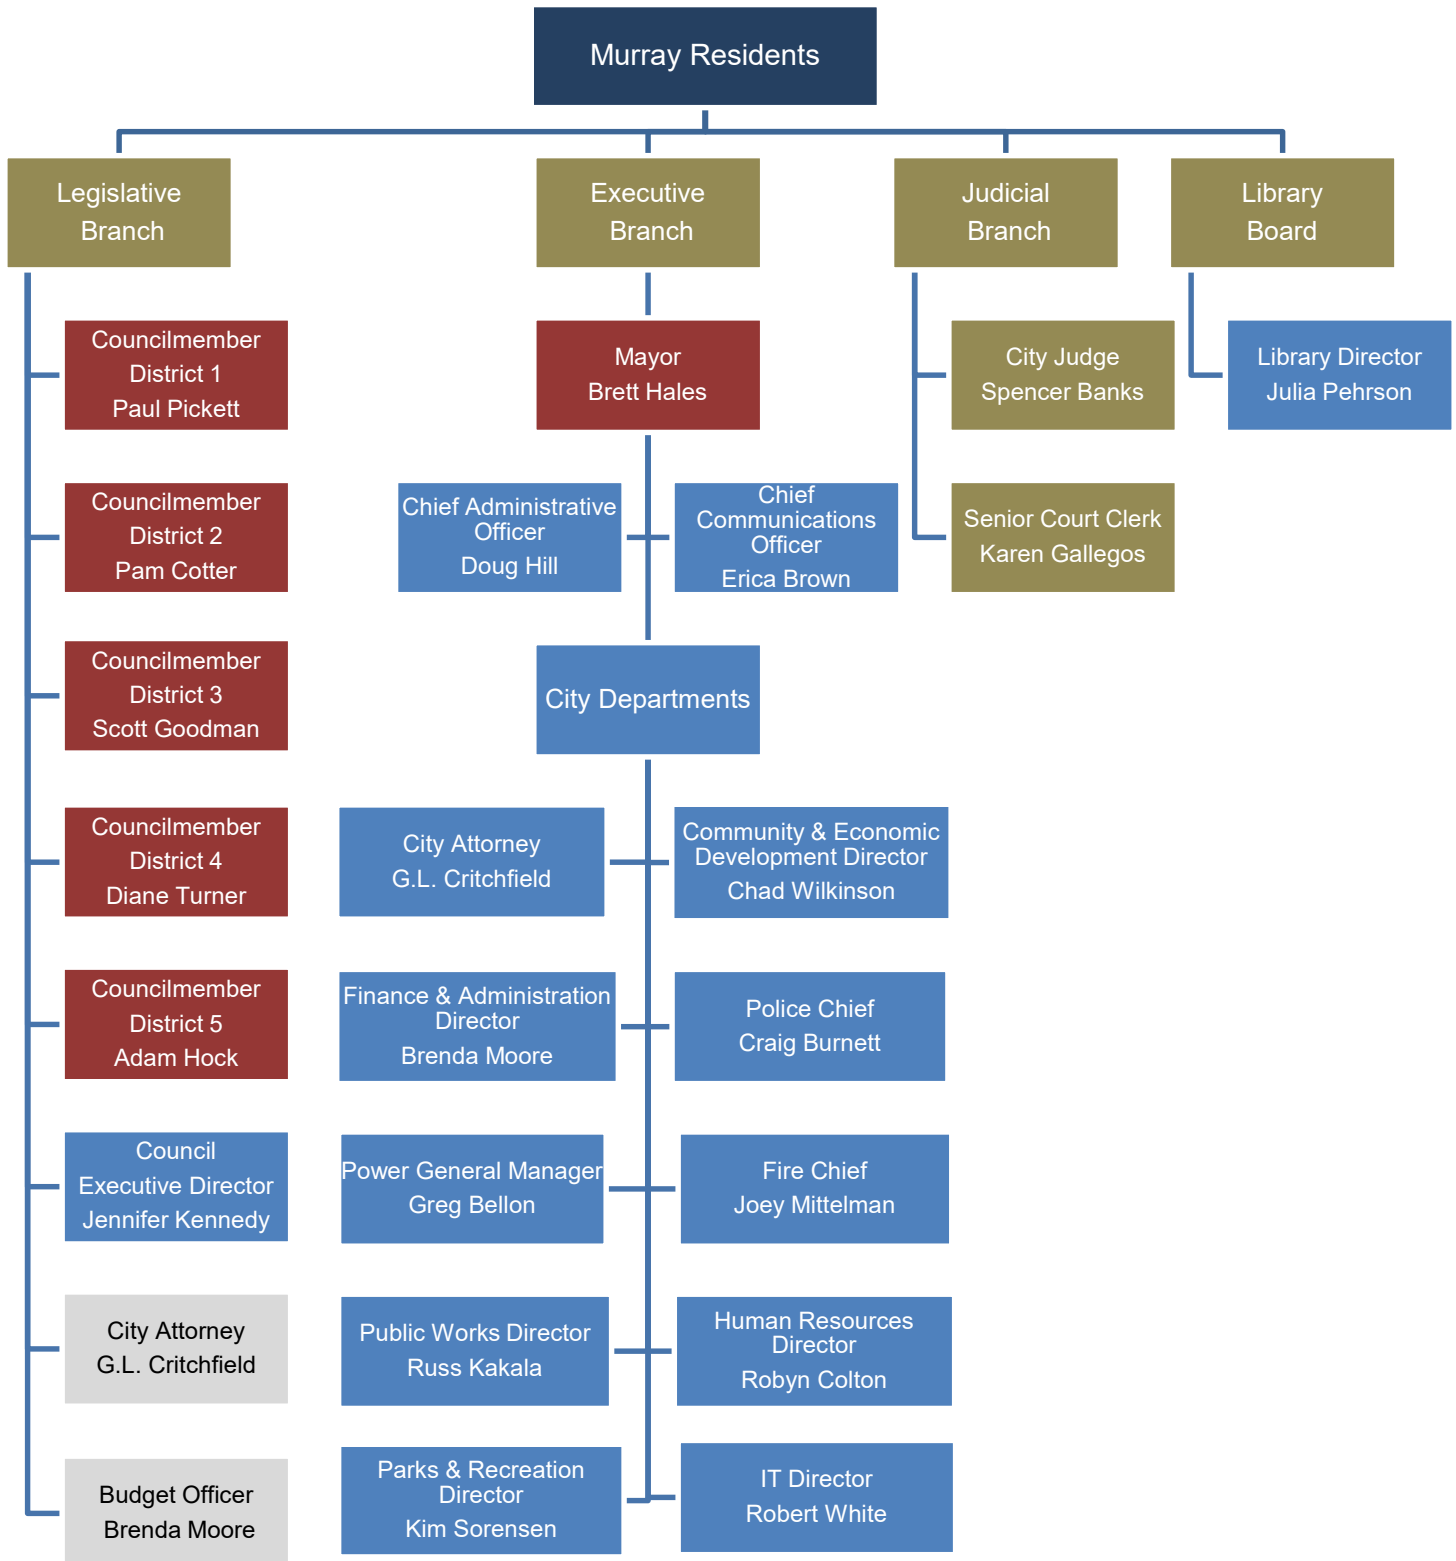 Murray Residents
Legislative
Branch
Executive
Branch
Judicial
Branch
Library
Board
Councilmember
District 1
Paul Pickett
Mayor
Brett Hales
City Judge
Spencer Banks
Library Director
Julia Pehrson
Councilmember
District 2
Pam Cotter
Chief Administrative
Officer
Doug Hill
Chief
Communications
Officer
Erica Brown
Senior Court Clerk
Karen Gallegos
Councilmember
District 3
Scott Goodman
City Departments
Councilmember
District 4
Diane Turner
City Attorney
G.L. Critchfield
Community & Economic
Development Director
Chad Wilkinson
Councilmember
District 5
Adam Hock
Finance & Administration
Director
Brenda Moore
Police Chief
Craig Burnett
Council
Executive Director
Jennifer Kennedy
Power General Manager
Greg Bellon
Fire Chief
Joey Mittelman
City Attorney
G.L. Critchfield
Public Works Director
Russ Kakala
Human Resources
Director
Robyn Colton
Budget Officer
Brenda Moore
Parks & Recreation
Director
Kim Sorensen
IT Director
Robert White